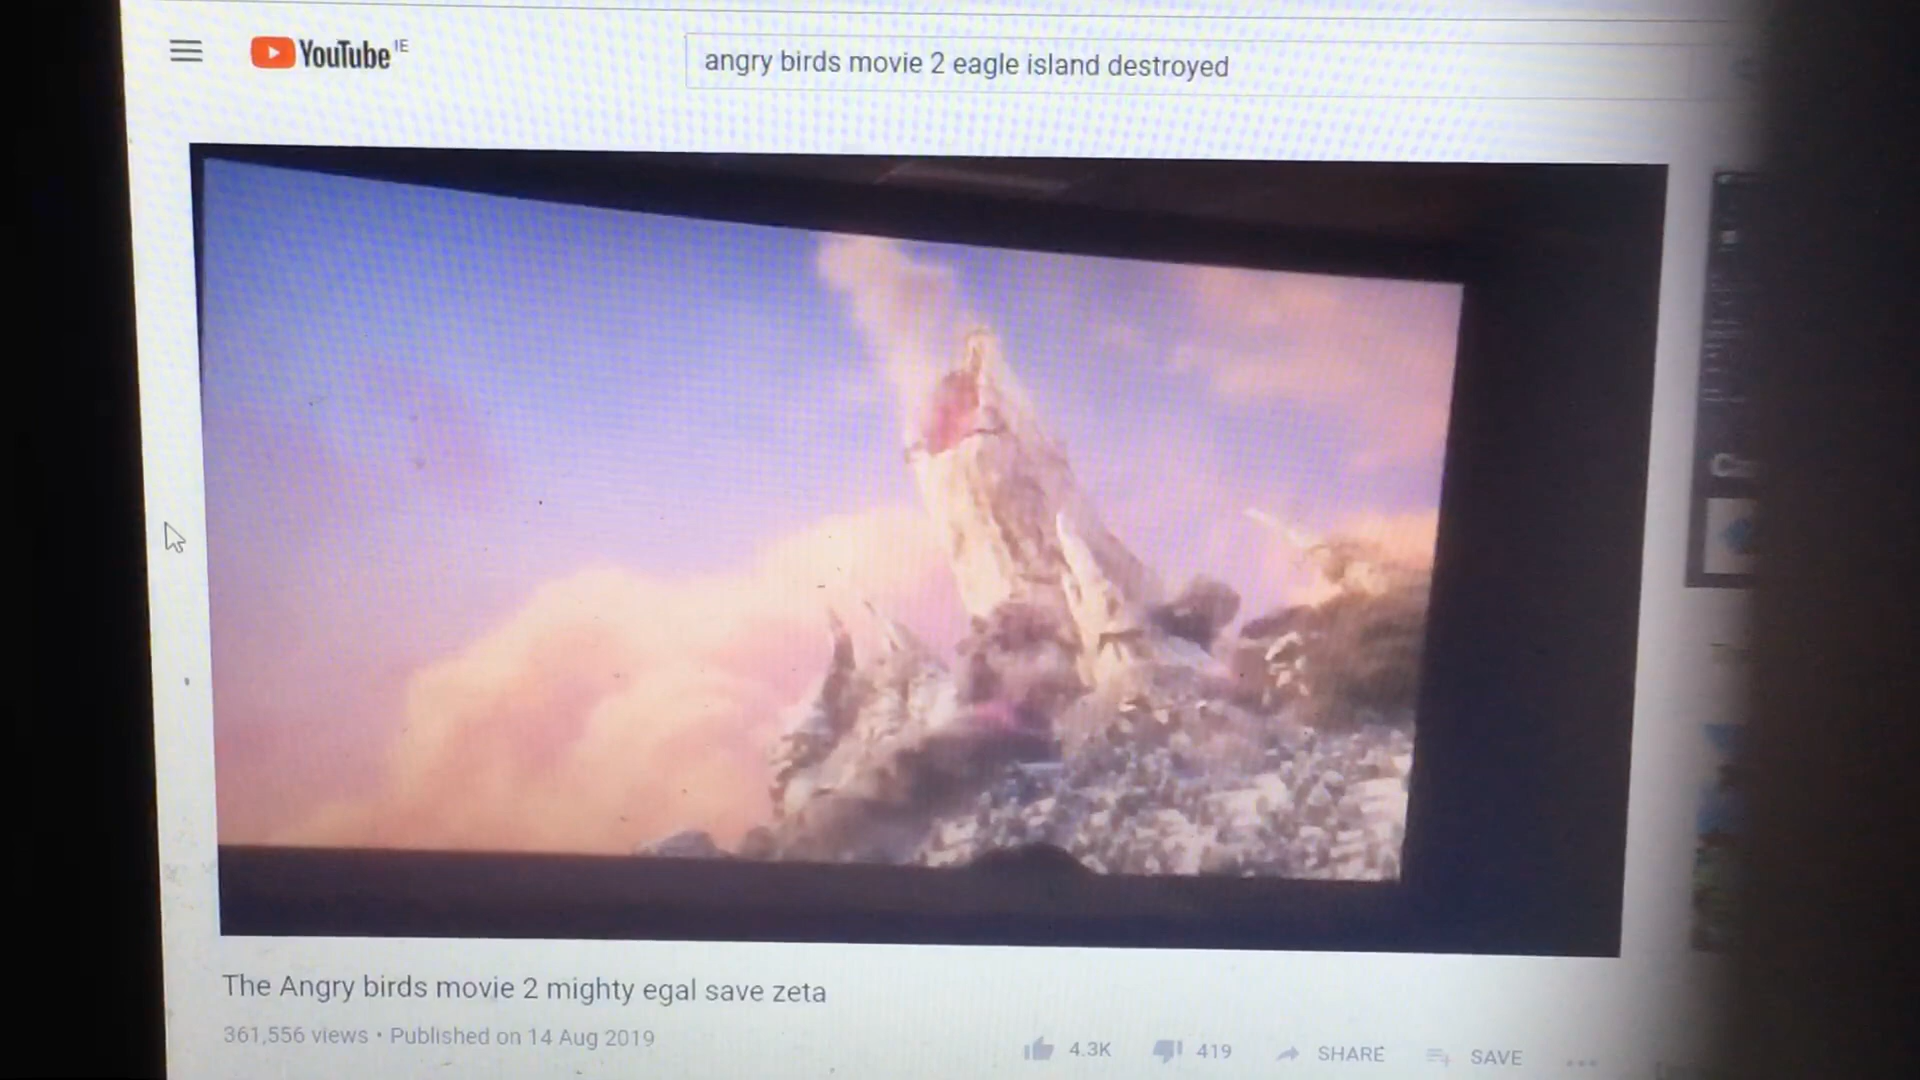 YouTube IE
angry birds movie 2 eagle island destroyed
The Angry birds movie 2 mighty egal save zeta
361,556 views • Published on 14 Aug 2019
4.3K 419 SHARE SAVE